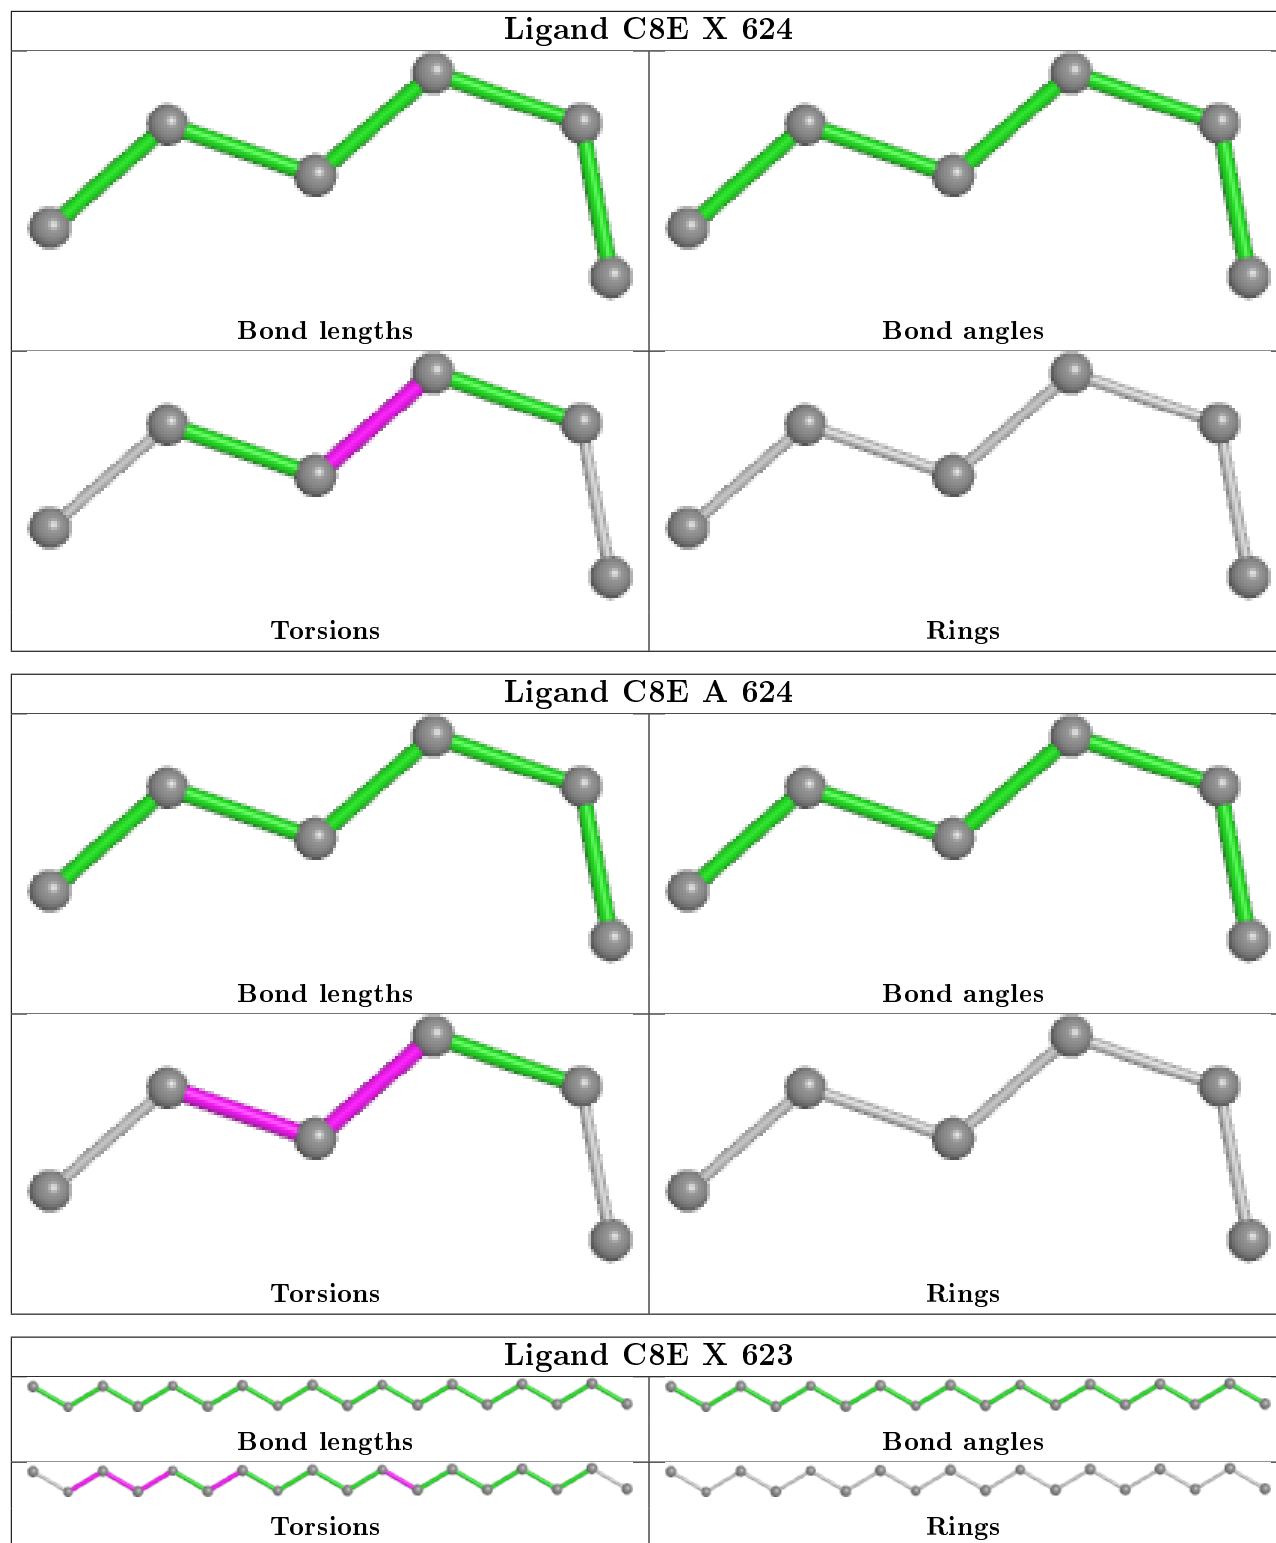 Ligand C8E X 624
Bond lengths
Bond angles
Torsions
Rings
Ligand C8E A 624
Bond lengths
Bond angles
Torsions
Rings
Ligand C8E X 623
Bond lengths
Bond angles
Torsions
Rings